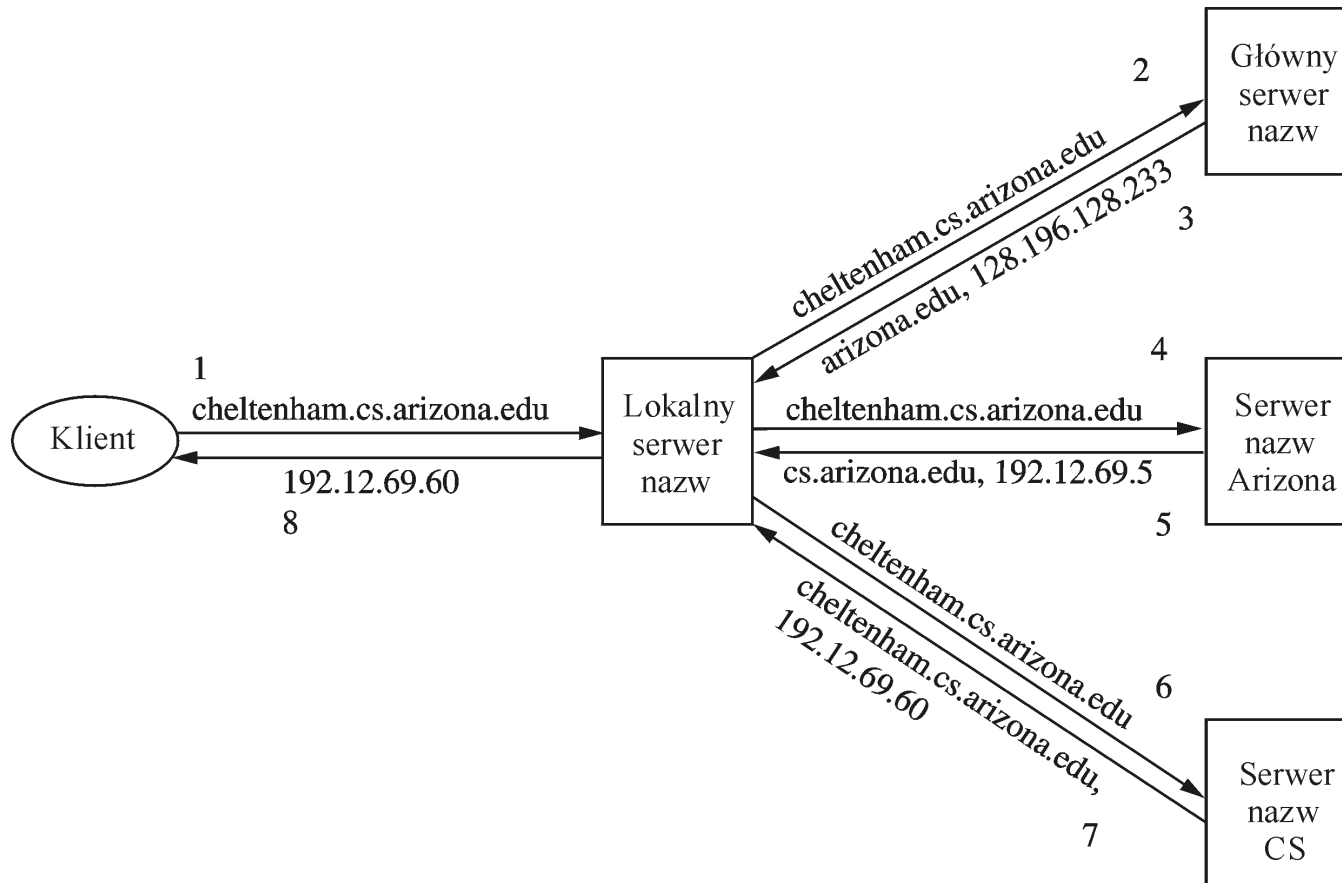 Główny
serwer
nazw
2
cheltenham.cs.arizona.edu
arizona.edu, 128.196.128.233
3
1
cheltenham.cs.arizona.edu
Klient
192.12.69.60
8
Lokalny
serwer
nazw
4
cheltenham.cs.arizona.edu
cs.arizona.edu, 192.12.69.5
5
Serwer
nazw
Arizona
cheltenham.cs.arizona.edu
6
cheltenham.cs.arizona.edu,
192.12.69.60
7
Serwer
nazw
CS